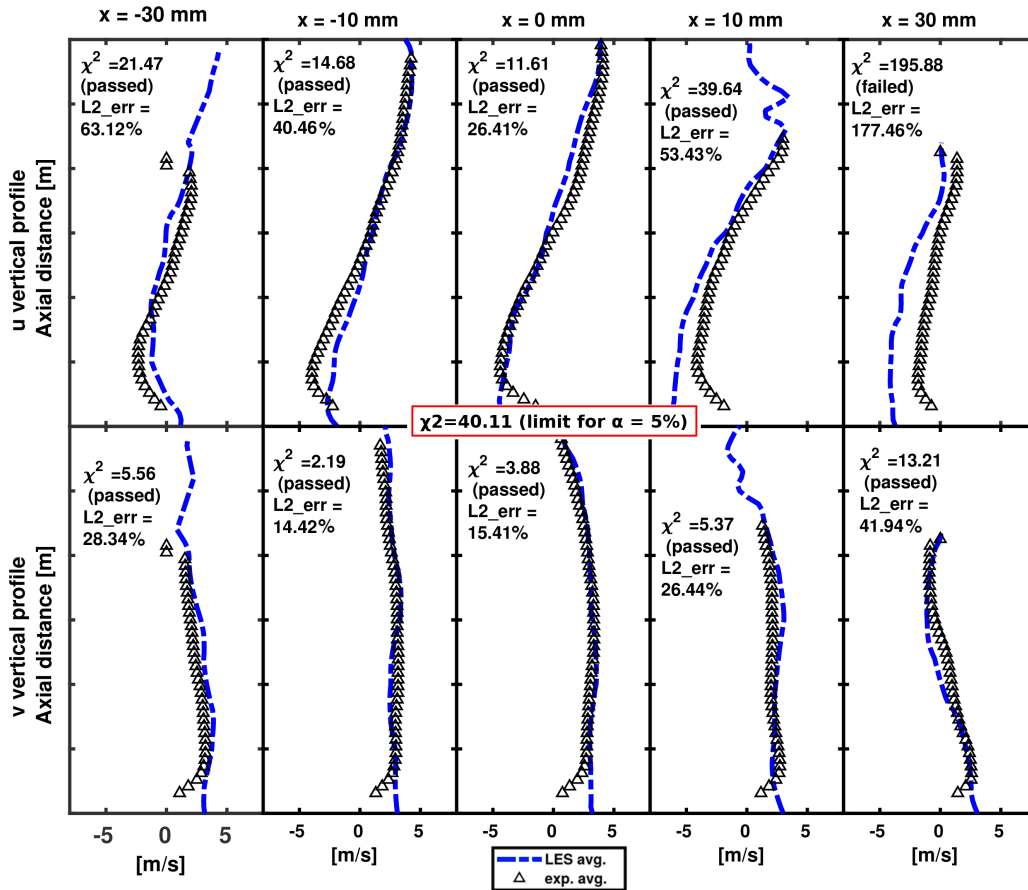 x = -30 mm
x = -10 mm
x = 0 mm
x = 10 mm
x = 30 mm
u vertical profile
Axial distance [m]
χ² =21.47
(passed)
L2_err =
63.12%
χ² =14.68
(passed)
L2_err =
40.46%
χ² =11.61
(passed)
L2_err =
26.41%
χ² =39.64
(passed)
L2_err =
53.43%
χ² =195.88
(failed)
L2_err =
177.46%
χ2=40.11 (limit for α = 5%)
v vertical profile
Axial distance [m]
χ² =5.56
(passed)
L2_err =
28.34%
χ² =2.19
(passed)
L2_err =
14.42%
χ² =3.88
(passed)
L2_err =
15.41%
χ² =5.37
(passed)
L2_err =
26.44%
χ² =13.21
(passed)
L2_err =
41.94%
-5 0 5 -5 0 5 -5 0 5 -5 0 5 -5 0 5
[m/s] [m/s] [m/s] [m/s]
LES avg.
exp. avg.